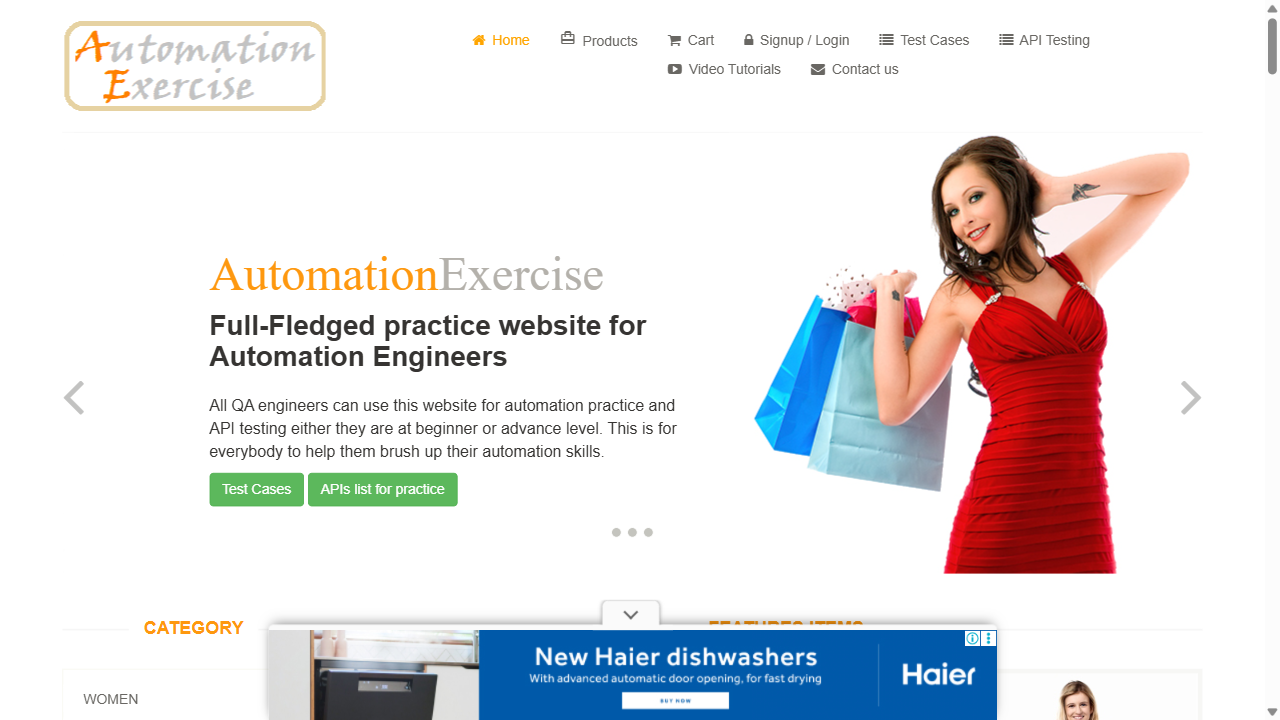 Automation
Exercise
Home
Products
Cart
Signup / Login
Test Cases
API Testing
Video Tutorials
Contact us
AutomationExercise
Full-Fledged practice website for
Automation Engineers
All QA engineers can use this website for automation practice and
API testing either they are at beginner or advance level. This is for
everybody to help them brush up their automation skills.
Test Cases
APIs list for practice
CATEGORY
FEATURES ITEMS
WOMEN
New Haier dishwashers
With advanced automatic door opening, for fast drying
BUY NOW
Haier